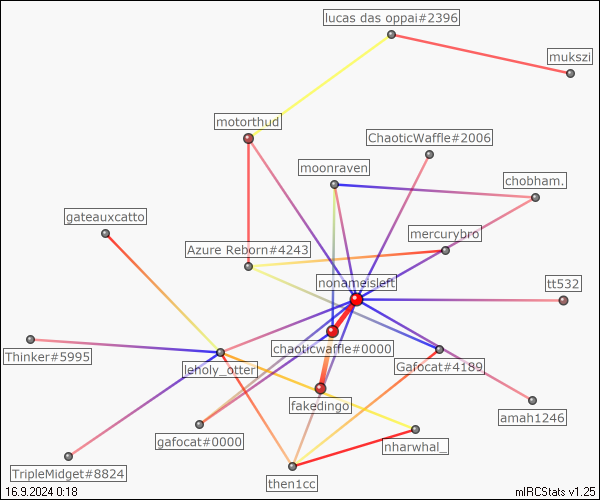 lucas das oppai#2396
mukszi
motorthud
ChaoticWaffle#2006
moonraven
chobham.
gateauxcatto
mercurybro
Azure Reborn#4243
nonameisleft
tt532
chaoticwaffle#0000
Thinker#5995
leholy_otter
Gafocat#4189
fakedingo
amah1246
gafocat#0000
nharwhal_
TripleMidget#8824
then1cc
16.9.2024 0:18
mIRCStats v1.25